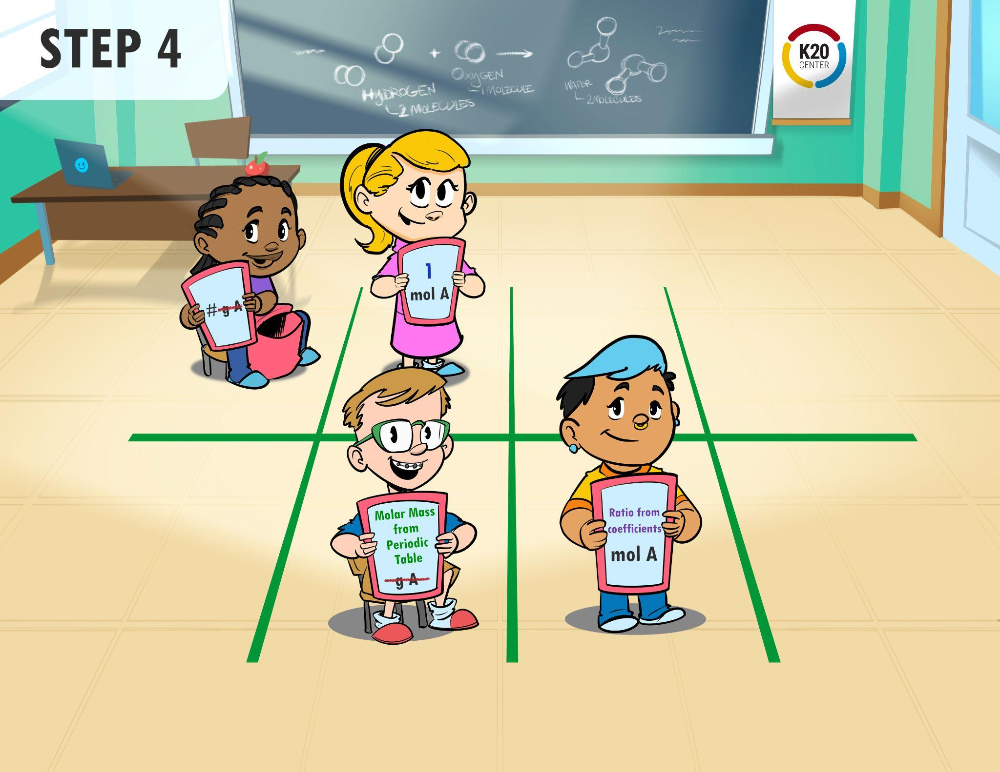 STEP 4
HYDROGEN
2 MOLECULES
+
OXYGEN
1 MOLECULE
WATER
2 MOLECULES
K20
CENTER
# g A
1
mol A
Molar Mass
from
Periodic
Table
g A
Ratio from
coefficients
mol A